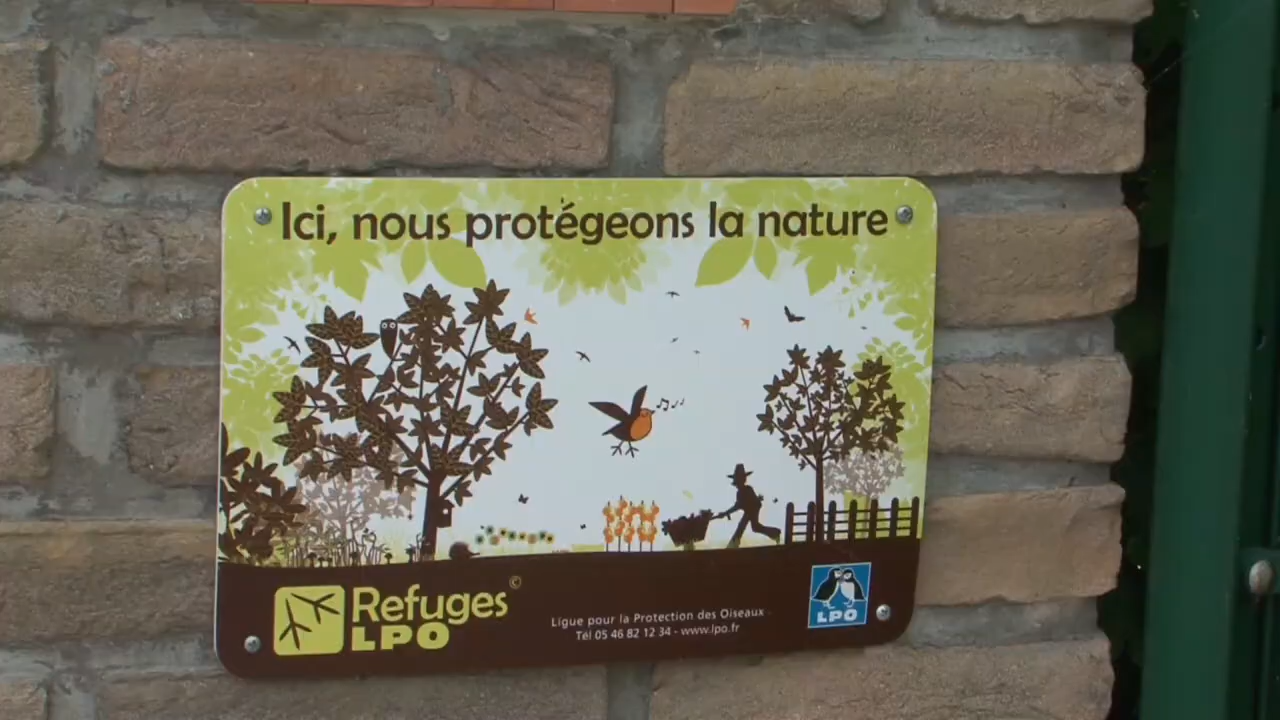 Ici, nous protégeons la nature
Refuges©
LPO
Ligue pour la Protection des Oiseaux
Tél 05 46 82 12 34 - www.lpo.fr
LPO